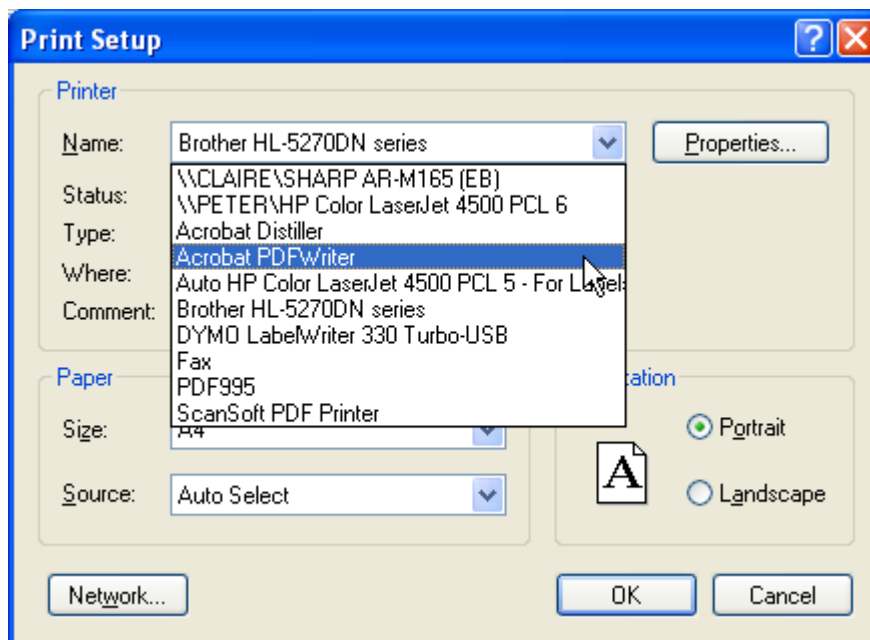 Print Setup
Printer
Name: Brother HL-5270DN series Properties...
\\CLAIRE\SHARP AR-M165 (EB)
Status:
\\PETER\HP Color LaserJet 4500 PCL 6
Type: Acrobat Distiller
Acrobat PDFWriter
Where: Auto HP Color LaserJet 4500 PCL 5 - For Labels
Comment: Brother HL-5270DN series
DYMO LabelWriter 330 Turbo-USB
Fax
Paper
PDF995
ScanSoft PDF Printer
Size: A4 Portrait
A
Source: Auto Select Landscape
Network... OK Cancel